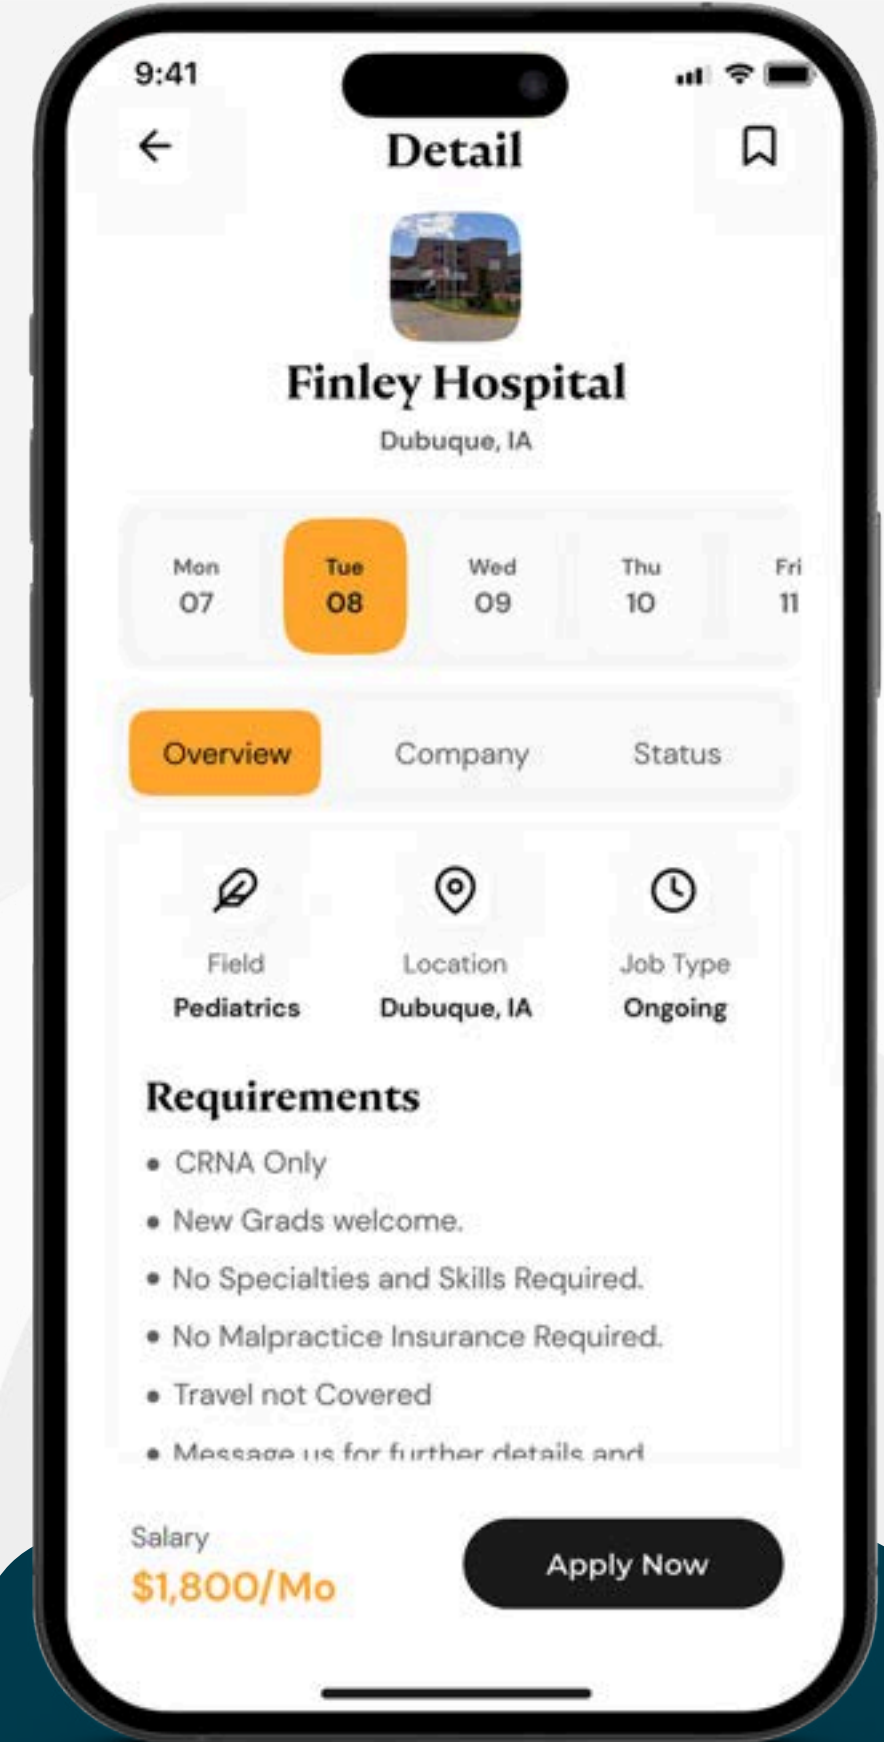 9:41
Detail
Finley Hospital
Dubuque, IA
Mon Tue Wed Thu Fri
07 08 09 10 11
Overview Company Status
Field Location Job Type
Pediatrics Dubuque, IA Ongoing
Requirements
• CRNA Only
• New Grads welcome.
• No Specialties and Skills Required.
• No Malpractice Insurance Required.
• Travel not Covered
• Message us for further details and
Salary
$1,800/Mo
Apply Now